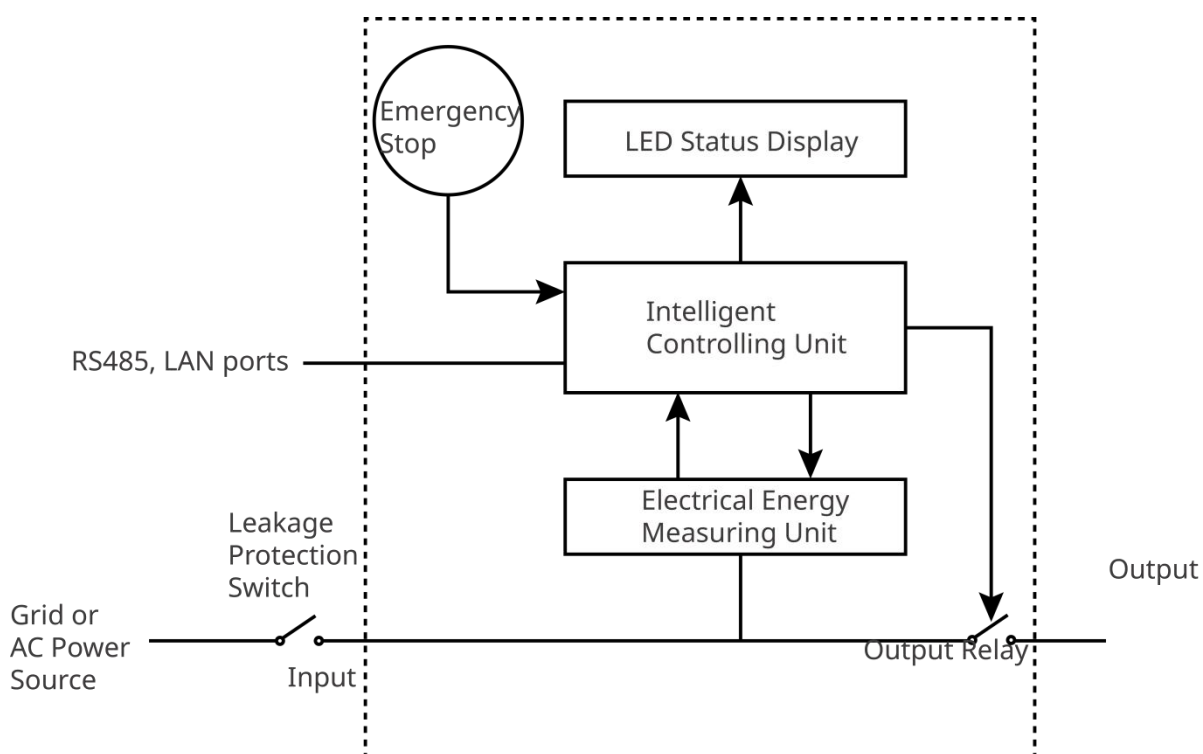 Emergency
Stop
LED Status Display
Intelligent
Controlling Unit
RS485, LAN ports
Electrical Energy
Measuring Unit
Leakage
Protection
Switch
Output
Grid or
AC Power
Source
Input
Output Relay